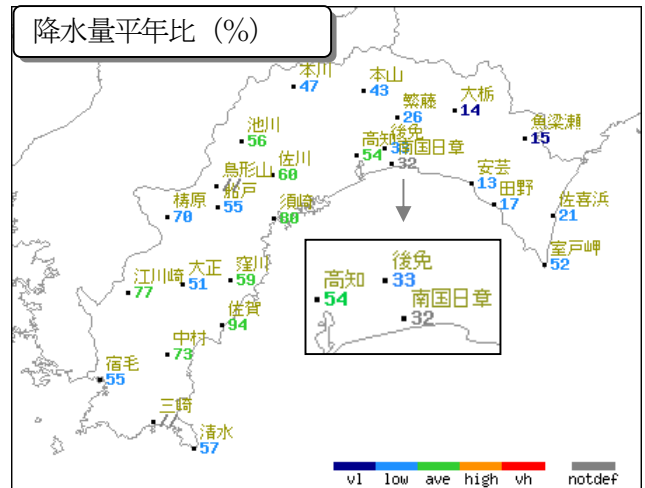 降水量平年比 (%)
本川
47
本山
43
繁藤
26
大栃
14
魚梁瀬
15
池川
56
高知
54
後免
33
南国日章
32
佐川
60
鳥形山
//
船戸
55
安芸
13
田野
17
梼原
70
須崎
80
佐喜浜
21
室戸岬
52
江川崎
77
大正
51
窪川
59
佐賀
94
後免
33
高知
54
南国日章
32
中村
73
宿毛
55
三崎
//
清水
57
vl low ave high vh notdef